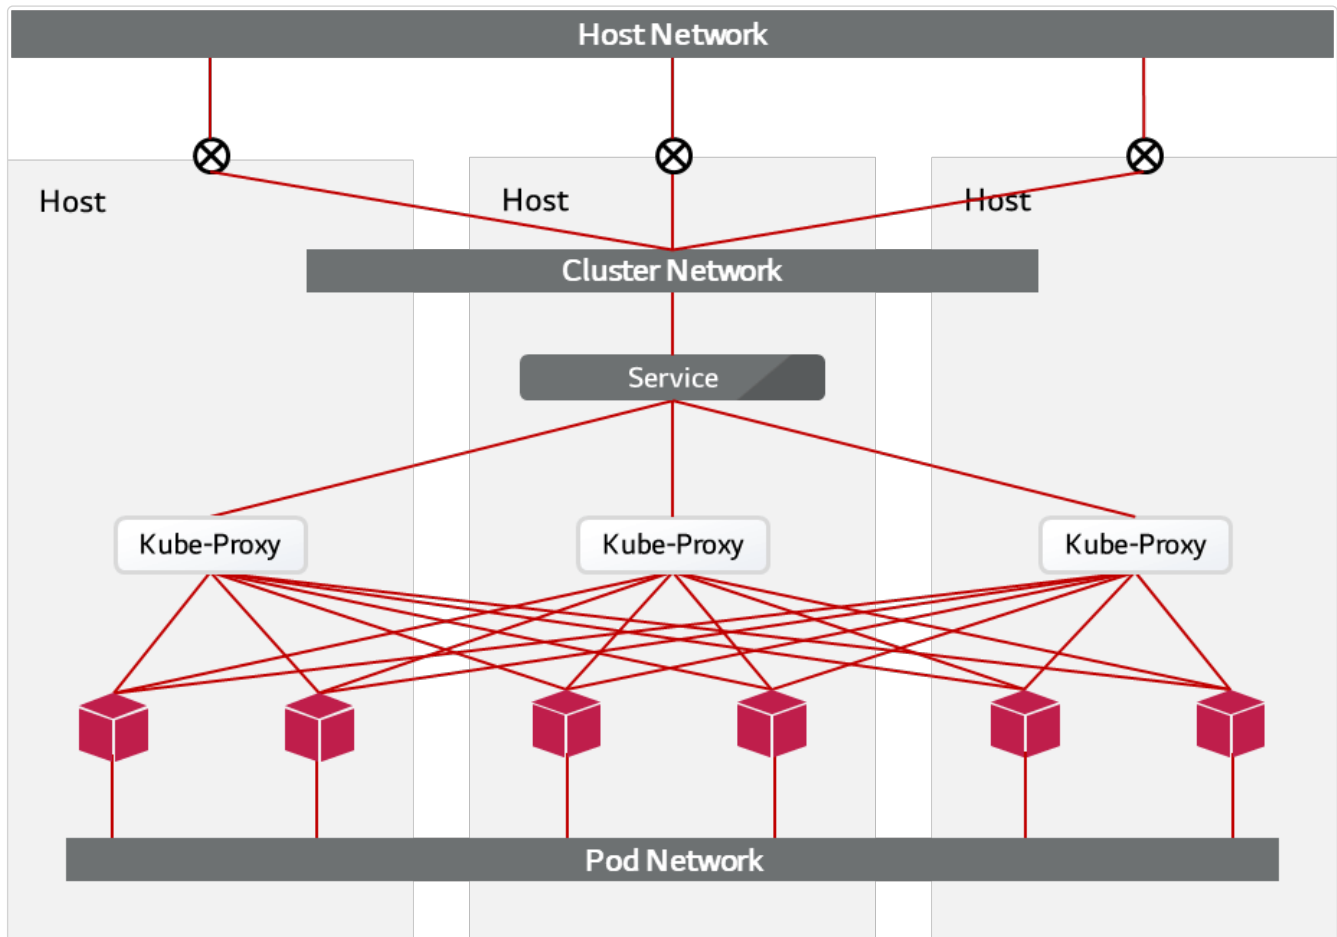 Host Network
Host
Host
Host
Cluster Network
Service
Kube-Proxy
Kube-Proxy
Kube-Proxy
Pod Network